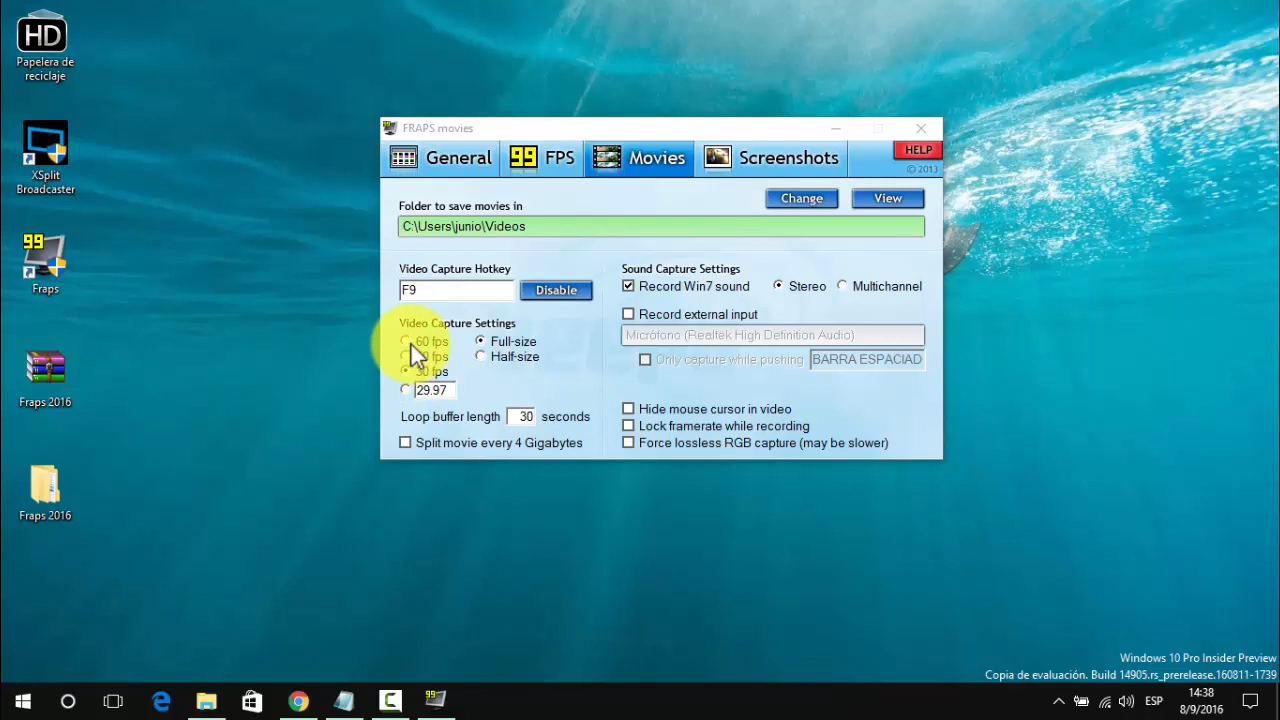 HD
Papelera de
reciclaje
XSplit
Broadcaster
99
Fraps
Fraps 2016
Fraps 2016
99 FRAPS movies
General
99 FPS
Movies
Screenshots
HELP
© 2013
Folder to save movies in
Change
View
C:\Users\junio\Videos
Video Capture Hotkey
F9
Disable
Video Capture Settings
60 fps
Full-size
fps
Half-size
30 fps
29.97
Loop buffer length 30 seconds
Split movie every 4 Gigabytes
Sound Capture Settings
Record Win7 sound
Stereo
Multichannel
Record external input
Micrófono (Realtek High Definition Audio)
Only capture while pushing BARRA ESPACIAD
Hide mouse cursor in video
Lock framerate while recording
Force lossless RGB capture (may be slower)
Windows 10 Pro Insider Preview
Copia de evaluación. Build 14905.rs_prerelease.160811-1739
99
ESP
14:38
8/9/2016